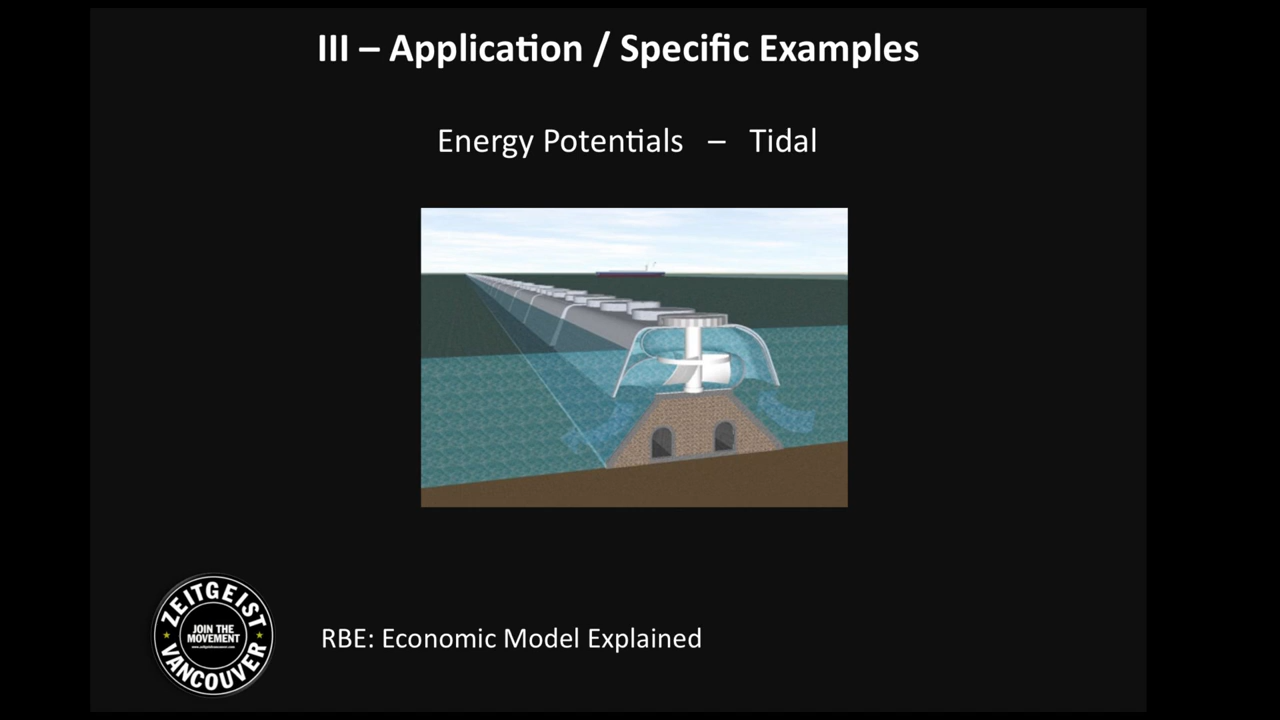 III – Application / Specific Examples
Energy Potentials – Tidal
ZEITGEIST
JOIN THE
MOVEMENT
VANCOUVER
RBE: Economic Model Explained